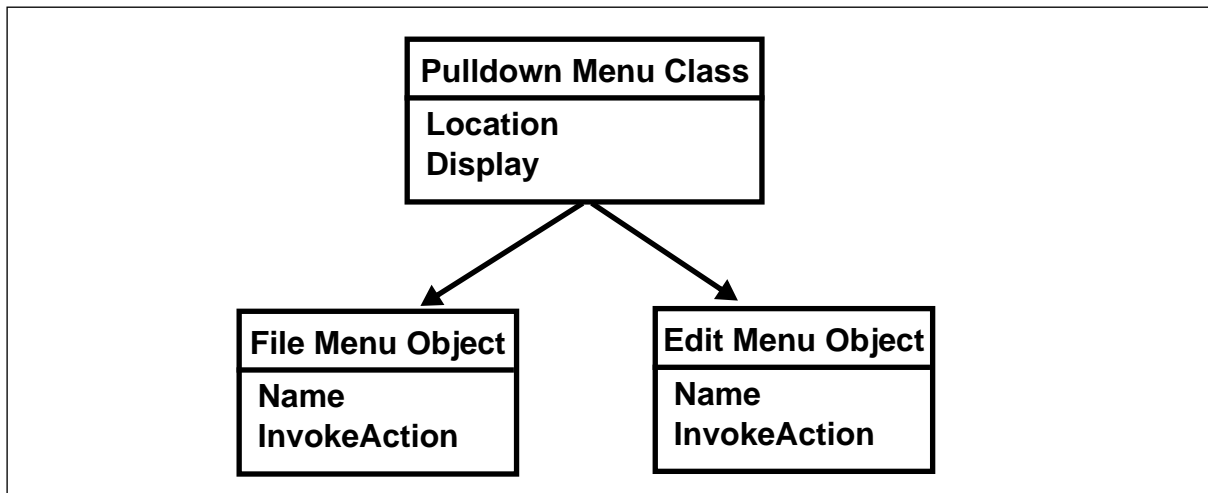 Pulldown Menu Class
Location
Display
File Menu Object
Name
InvokeAction
Edit Menu Object
Name
InvokeAction